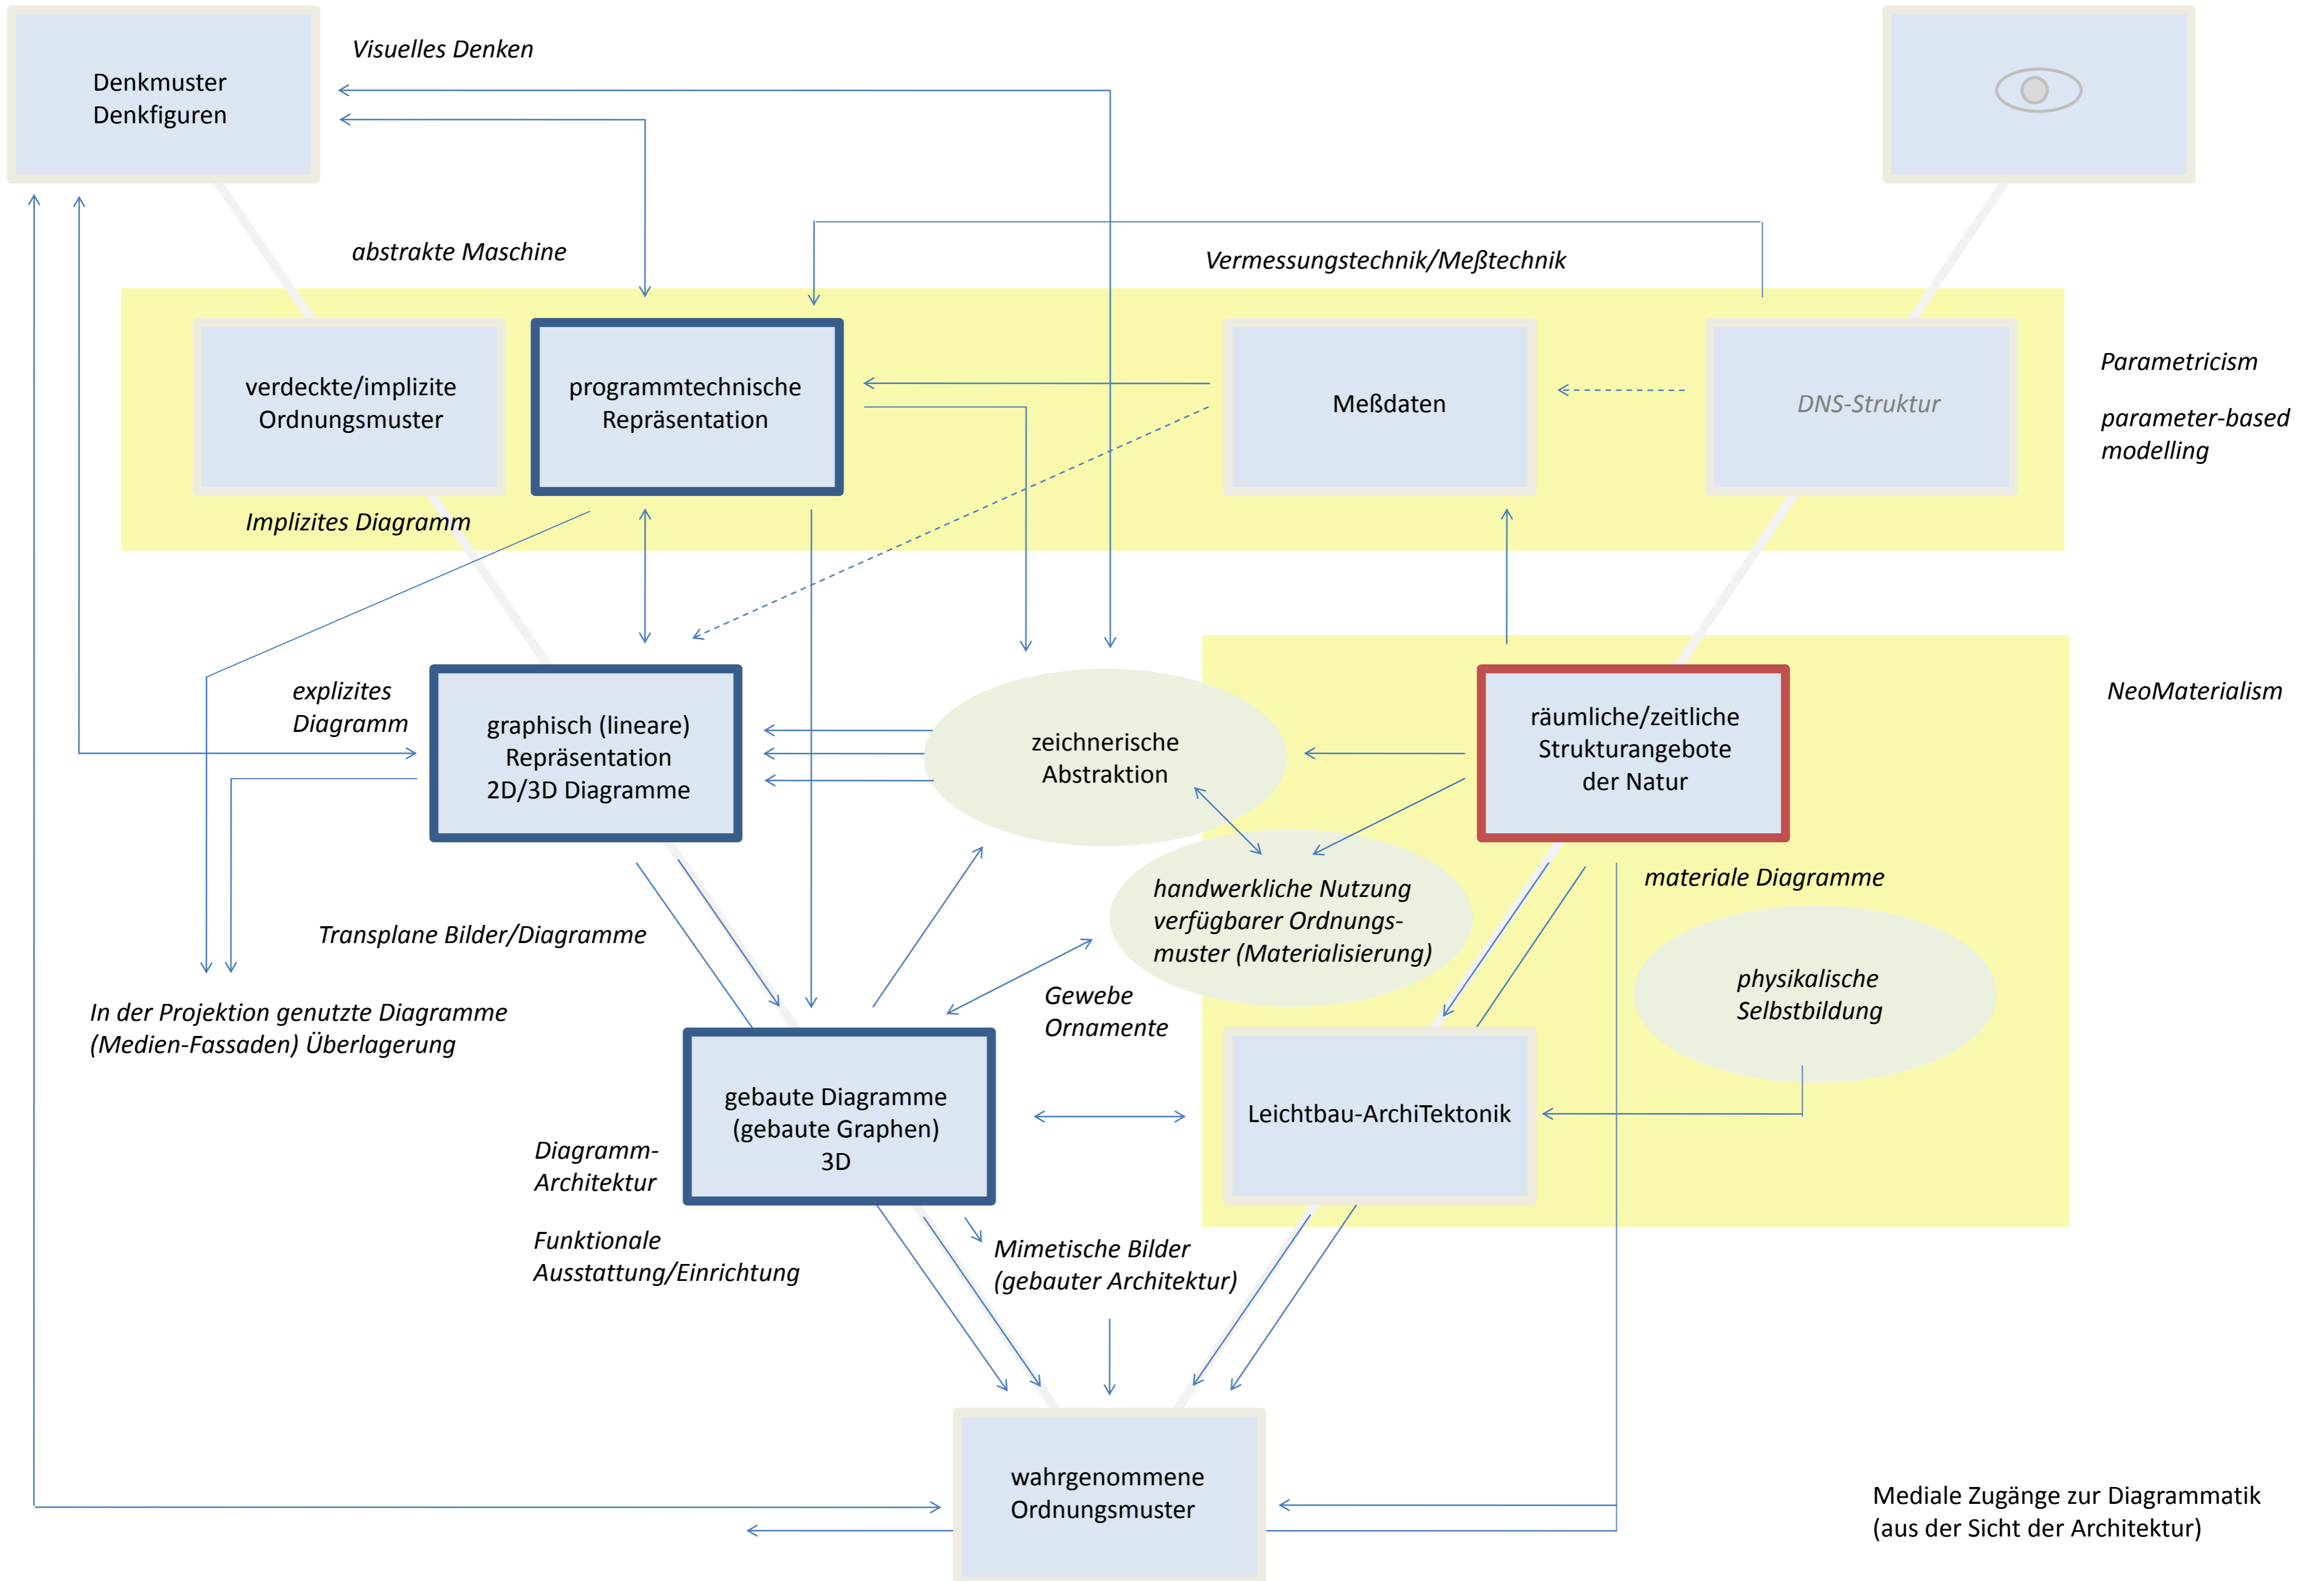 Visuelles Denken
Denkmuster
Denkfiguren
abstrakte Maschine
Vermessungstechnik/Meßtechnik
verdeckte/implizite
Ordnungsmuster
programmtechnische
Repräsentation
Meßdaten
DNS-Struktur
Parametricism
parameter-based
modelling
Implizites Diagramm
explizites
Diagramm
graphisch (lineare)
Repräsentation
2D/3D Diagramme
zeichnerische
Abstraktion
räumliche/zeitliche
Strukturangebote
der Natur
NeoMaterialism
handwerkliche Nutzung
verfügbarer Ordnungs-
muster (Materialisierung)
materiale Diagramme
Transplane Bilder/Diagramme
physikalische
Selbstbildung
In der Projektion genutzte Diagramme
(Medien-Fassaden) Überlagerung
Gewebe
Ornamente
gebaute Diagramme
(gebaute Graphen)
3D
Leichtbau-ArchiTektonik
Diagramm-
Architektur
Funktionale
Ausstattung/Einrichtung
Mimetische Bilder
(gebauter Architektur)
wahrgenommene
Ordnungsmuster
Mediale Zugänge zur Diagrammatik
(aus der Sicht der Architektur)